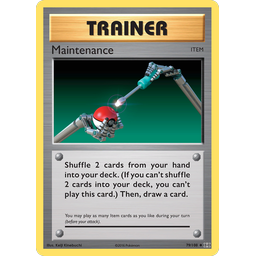 TRAINER
Maintenance
ITEM
Shuffle 2 cards from your hand
into your deck. (If you can't shuffle
2 cards into your deck, you can't
play this card.) Then, draw a card.
You may play as many item cards as you like during your turn
(before your attack).